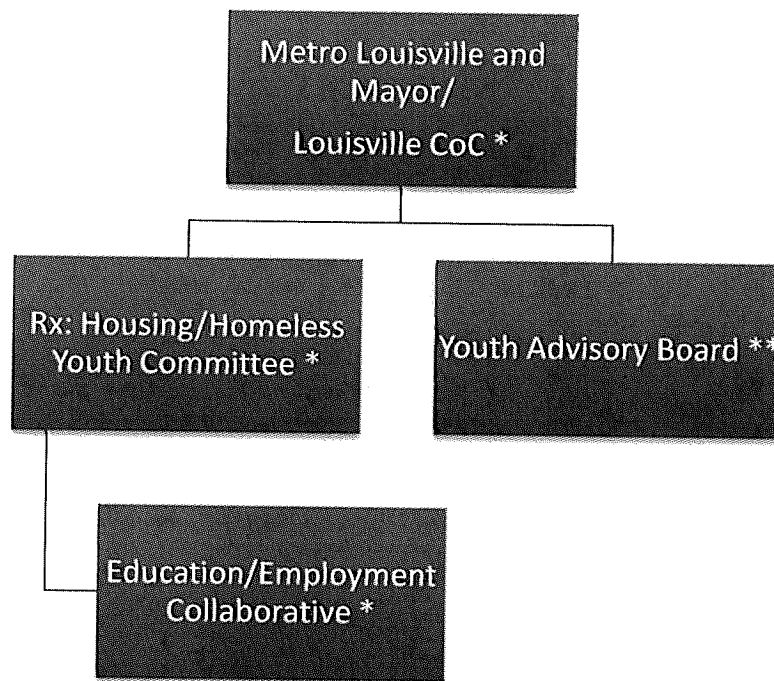 Metro Louisville and
Mayor/
Louisville CoC *
Rx: Housing/Homeless
Youth Committee *
Youth Advisory Board **
Education/Employment
Collaborative *